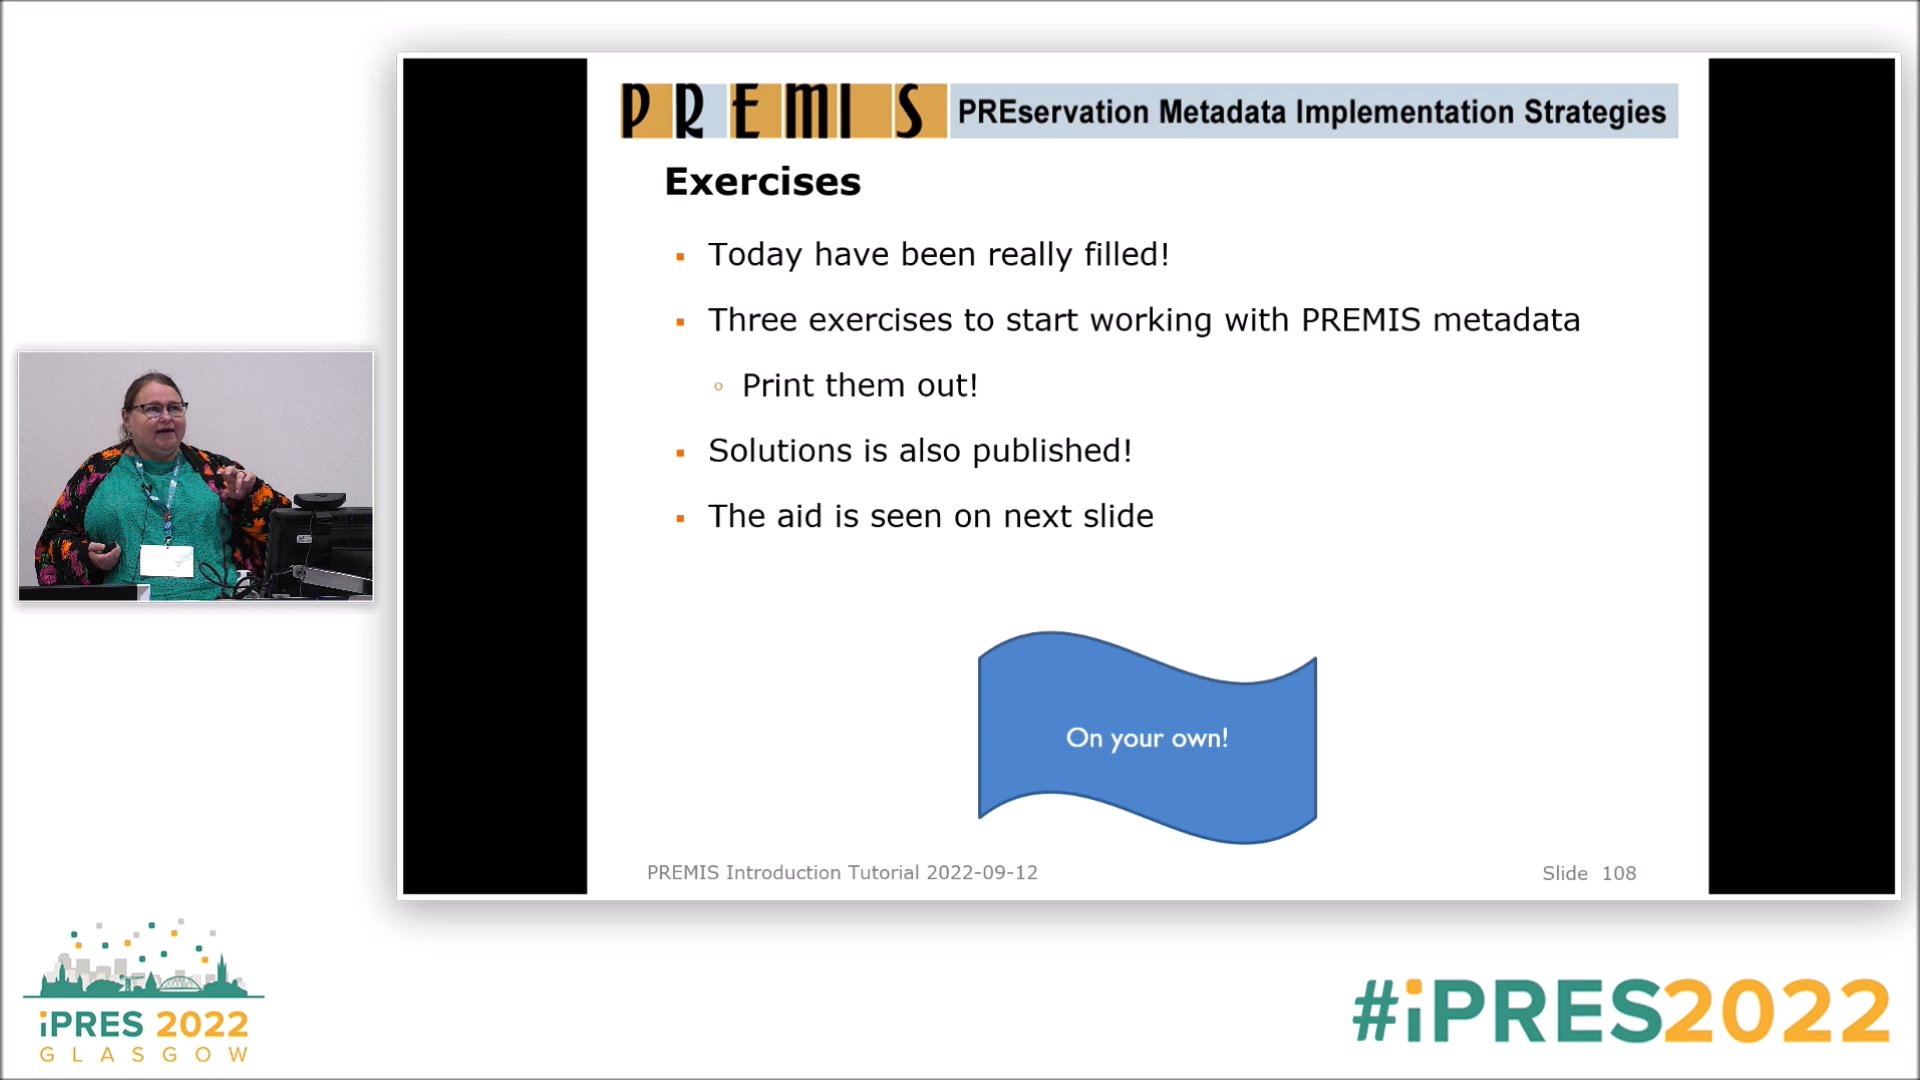 PREMIS PREservation Metadata Implementation Strategies
Exercises
Today have been really filled!
Three exercises to start working with PREMIS metadata
Print them out!
Solutions is also published!
The aid is seen on next slide
On your own!
PREMIS Introduction Tutorial 2022-09-12
Slide 108
iPRES 2022
GLASGOW
#iPRES2022